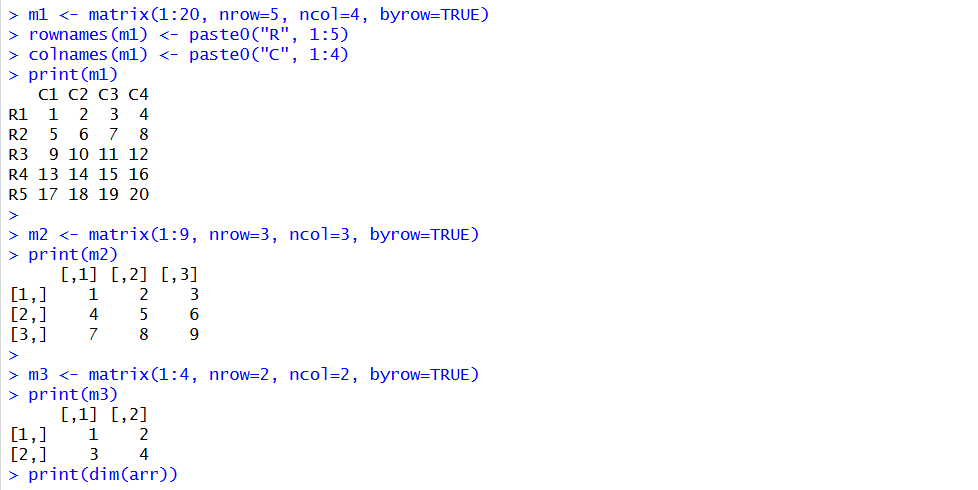 > m1 <- matrix(1:20, nrow=5, ncol=4, byrow=TRUE)
> rownames(m1) <- paste0("R", 1:5)
> colnames(m1) <- paste0("C", 1:4)
> print(m1)
   C1 C2 C3 C4
R1  1  2  3  4
R2  5  6  7  8
R3  9 10 11 12
R4 13 14 15 16
R5 17 18 19 20
>
> m2 <- matrix(1:9, nrow=3, ncol=3, byrow=TRUE)
> print(m2)
     [,1] [,2] [,3]
[1,]    1    2    3
[2,]    4    5    6
[3,]    7    8    9
>
> m3 <- matrix(1:4, nrow=2, ncol=2, byrow=TRUE)
> print(m3)
     [,1] [,2]
[1,]    1    2
[2,]    3    4
> print(dim(arr))